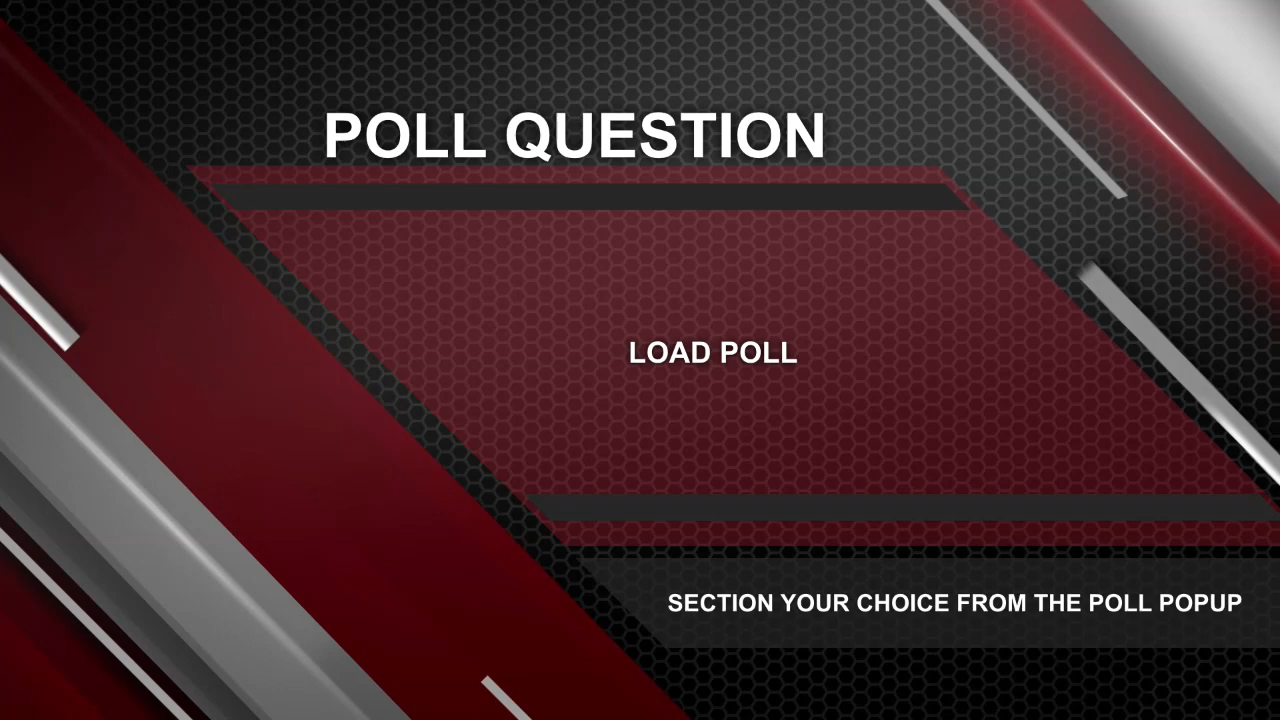 POLL QUESTION
LOAD POLL
SECTION YOUR CHOICE FROM THE POLL POPUP